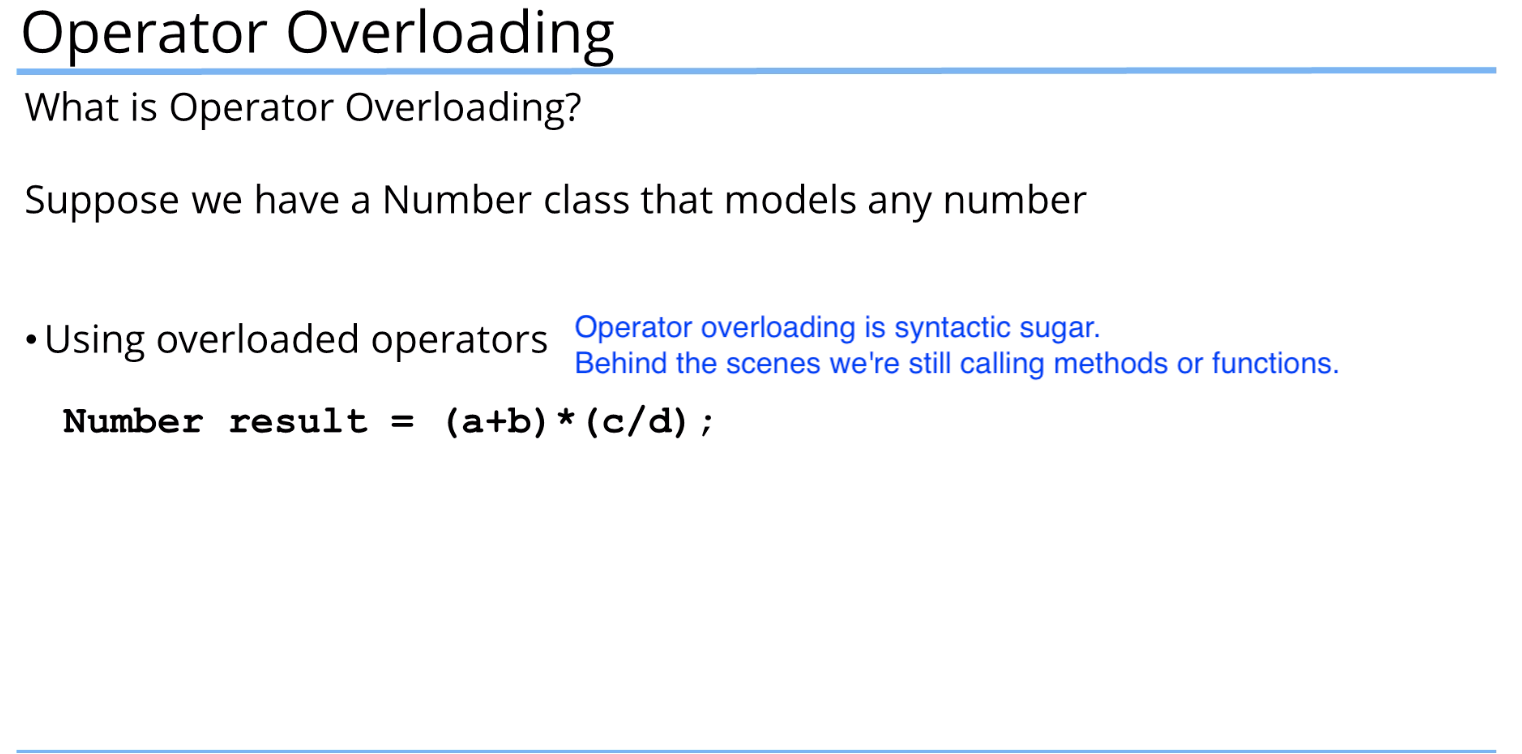 Operator Overloading
What is Operator Overloading?
Suppose we have a Number class that models any number
•Using overloaded operators
Operator overloading is syntactic sugar.
Behind the scenes we're still calling methods or functions.
Number result = (a+b)*(c/d);